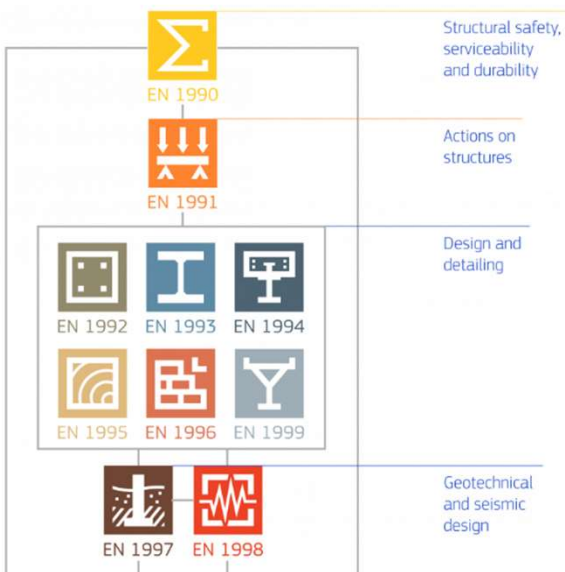 EN 1990
Structural safety,
serviceability
and durability
EN 1991
Actions on
structures
Design and
detailing
EN 1992
EN 1993
EN 1994
EN 1995
EN 1996
EN 1999
EN 1997
EN 1998
Geotechnical
and seismic
design